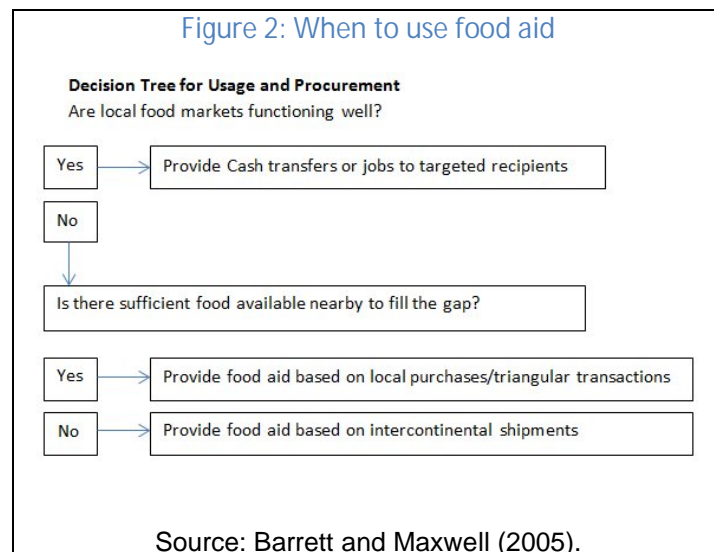 Figure 2: When to use food aid
Decision Tree for Usage and Procurement
Are local food markets functioning well?
Yes
Provide Cash transfers or jobs to targeted recipients
No
Is there sufficient food available nearby to fill the gap?
Yes
Provide food aid based on local purchases/triangular transactions
No
Provide food aid based on intercontinental shipments
Source: Barrett and Maxwell (2005).